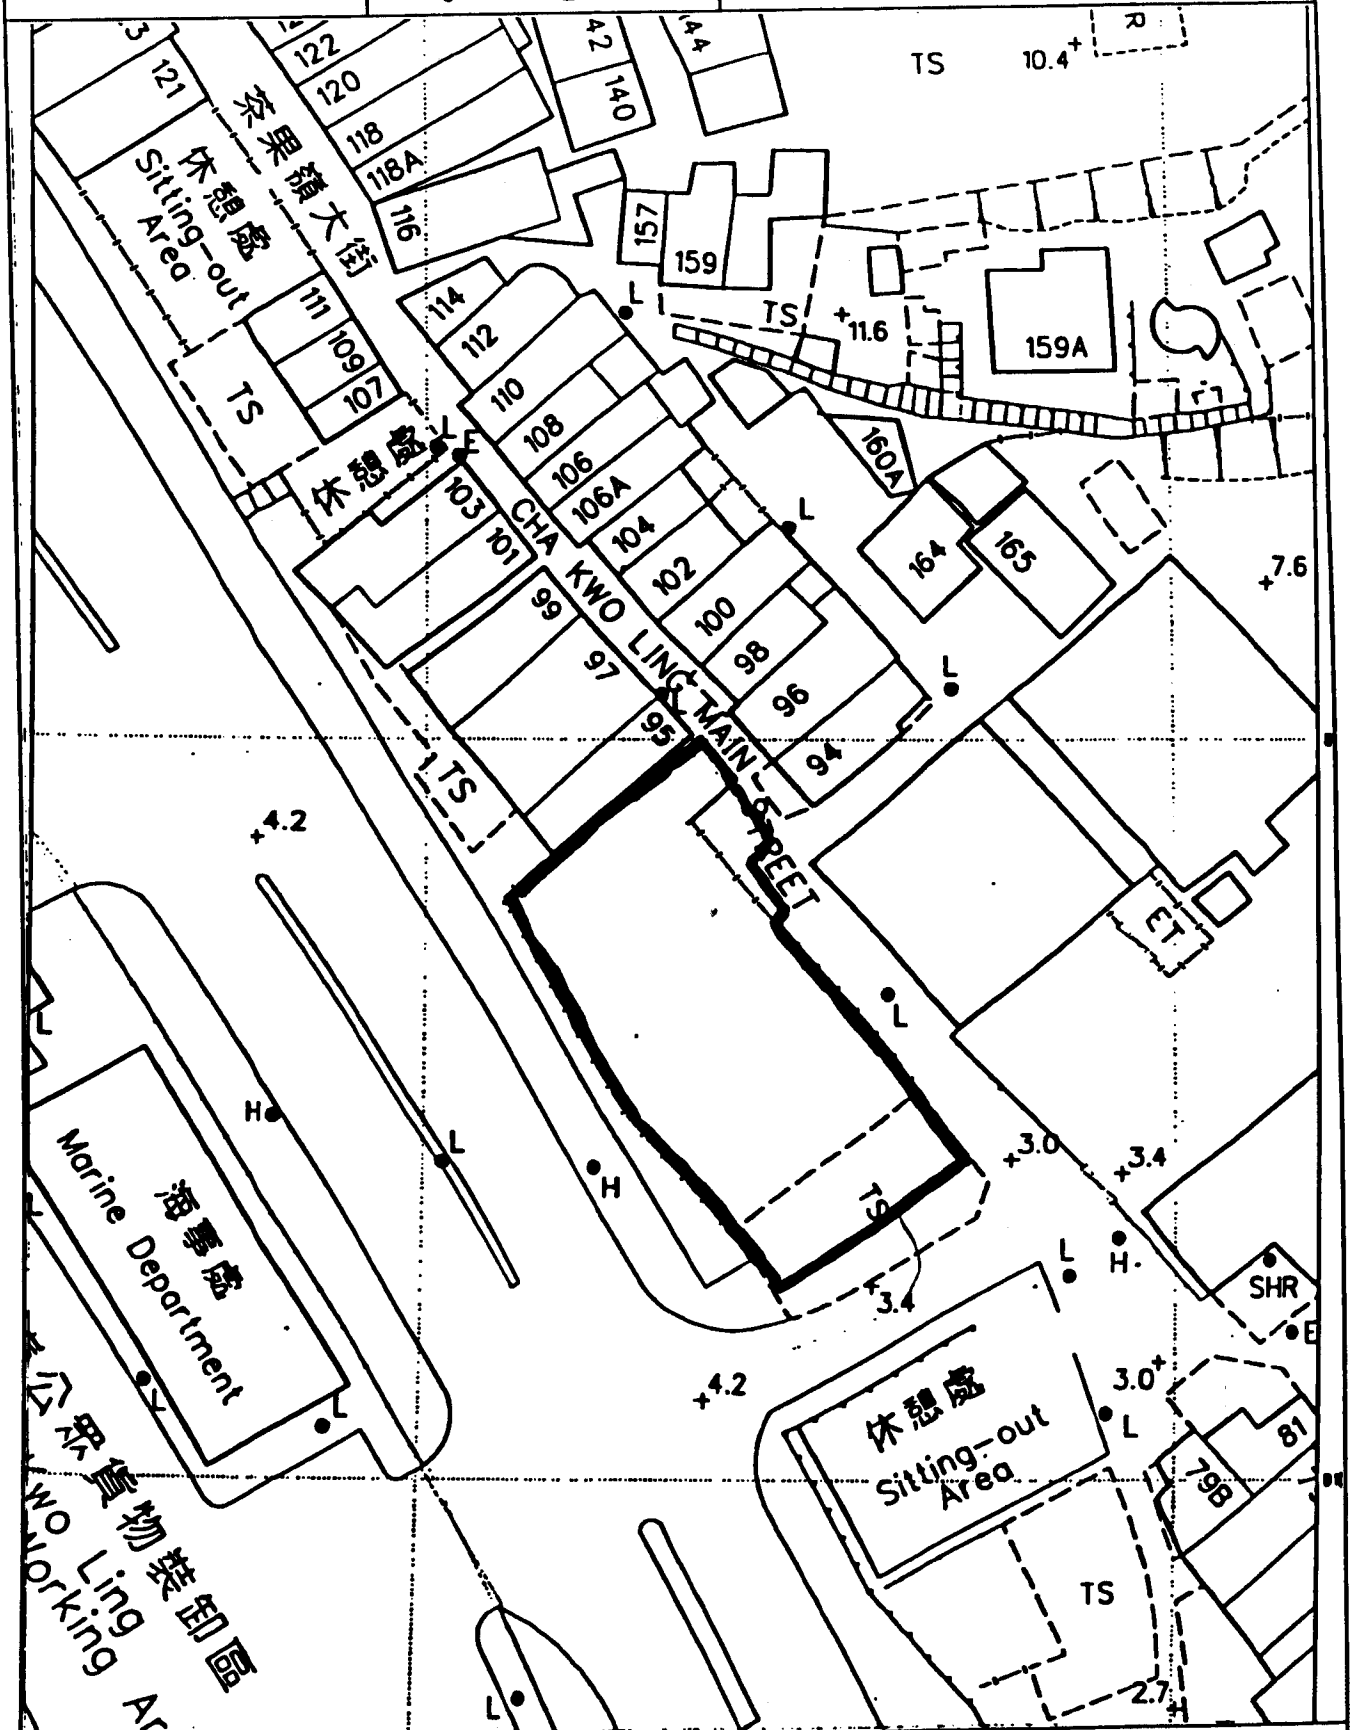 121
122
120
118
118A
116
42
140
44
TS
10.4
R
茶果嶺大街
休憩處
Sitting-out
Area
157
159
TS
11.6
159A
L
114
112
110
108
106
106A
104
102
100
98
96
94
111
109
107
TS
休憩處
L
E
103
101
99
97
95
CHA KWO LING MAIN STREET
160A
164
165
7.6
L
L
L
TS
4.2
ET
L
L
H
L
H
海事處
Marine Department
L
TS
3.0
3.4
3.4
L
H
SHR
E
4.2
3.0
L
休憩處
Sitting-out
Area
81
79B
TS
2.7
H
公眾貨物裝卸區
Ling
L